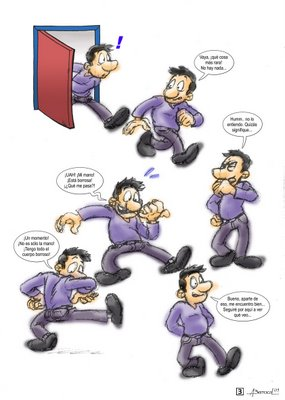 !
Vaya, ¡qué cosa
mas rara!
No hay nada...
Humm.. no lo
entiendo. Quizás
signifique...
¡UAH! ¡Mi mano!
¡Está borrosa!
¡¿Qué me pasa?!
¡Un momento!
¡No es sólo la mano!
¡Tengo todo el
cuerpo borroso!
Bueno, aparte de
eso, me encuentro bien...
Seguiré por aquí a ver
qué veo...
3